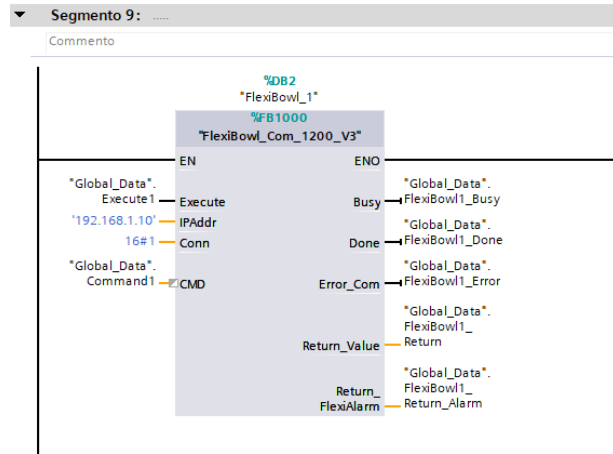 Segmento 9: .....
Commento
%DB2
"FlexiBowl_1"
%FB1000
"FlexiBowl_Com_1200_V3"
EN
ENO
"Global_Data".
Execute1
Execute
'192.168.1.10'
IPAddr
16#1
Conn
"Global_Data".
Command1
CMD
Busy
"Global_Data".
FlexiBowl1_Busy
Done
"Global_Data".
FlexiBowl1_Done
Error_Com
"Global_Data".
FlexiBowl1_Error
Return_Value
"Global_Data".
FlexiBowl1_
Return
Return_
FlexiAlarm
"Global_Data".
FlexiBowl1_
Return_Alarm